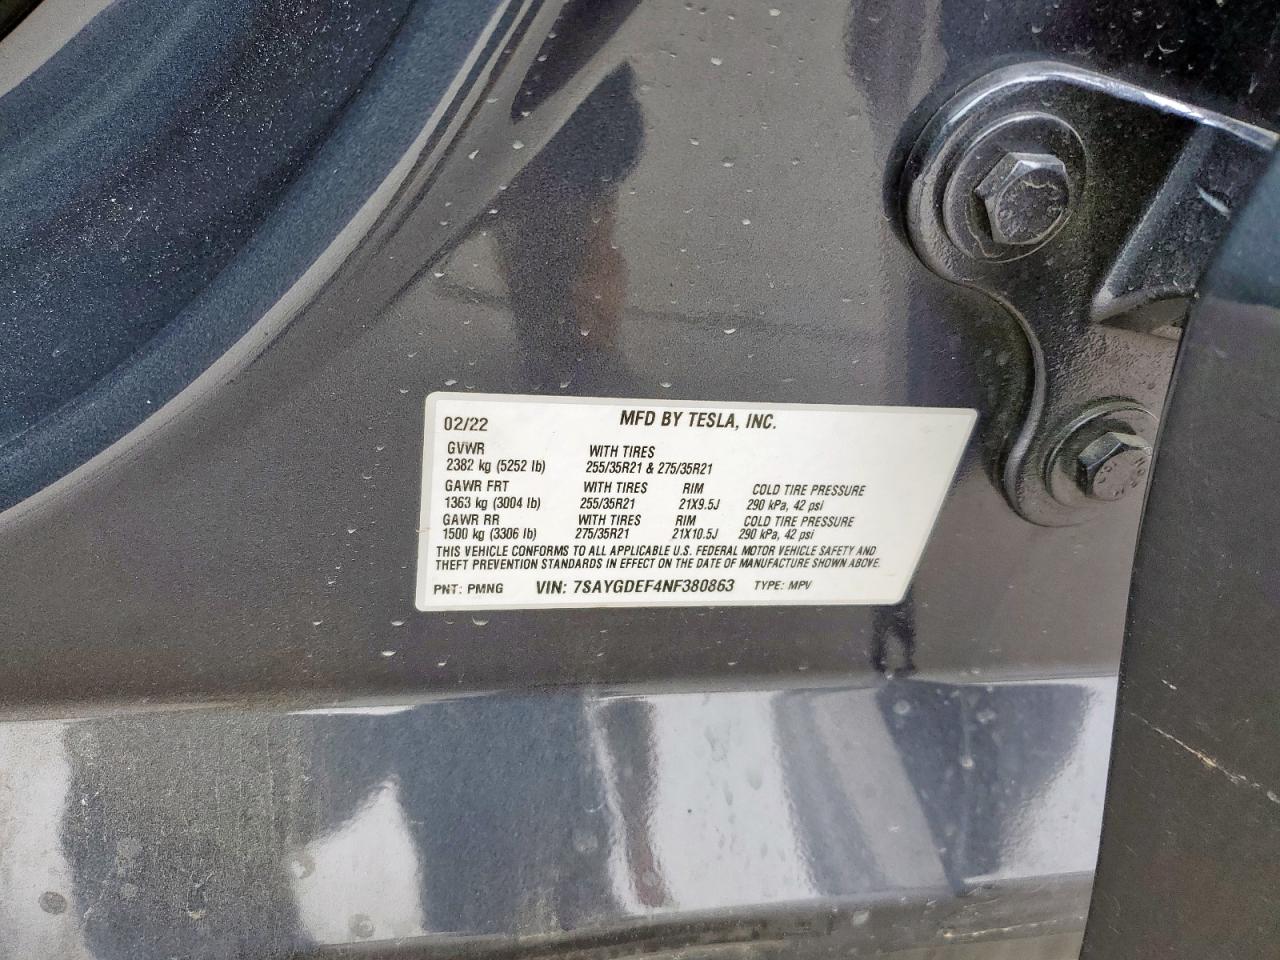 02/22 MFD BY TESLA, INC.
GVWR WITH TIRES
2382 kg (5252 lb) 255/35R21 & 275/35R21
GAWR FRT WITH TIRES RIM COLD TIRE PRESSURE
1363 kg (3004 lb) 255/35R21 21X9.5J 290 kPa, 42 psi
GAWR RR WITH TIRES RIM COLD TIRE PRESSURE
1500 kg (3306 lb) 275/35R21 21X10.5J 290 kPa, 42 psi
THIS VEHICLE CONFORMS TO ALL APPLICABLE U.S. FEDERAL MOTOR VEHICLE SAFETY AND
THEFT PREVENTION STANDARDS IN EFFECT ON THE DATE OF MANUFACTURE SHOWN ABOVE.
PNT: PMNG VIN: 7SAYGDEF4NF380863 TYPE: MPV